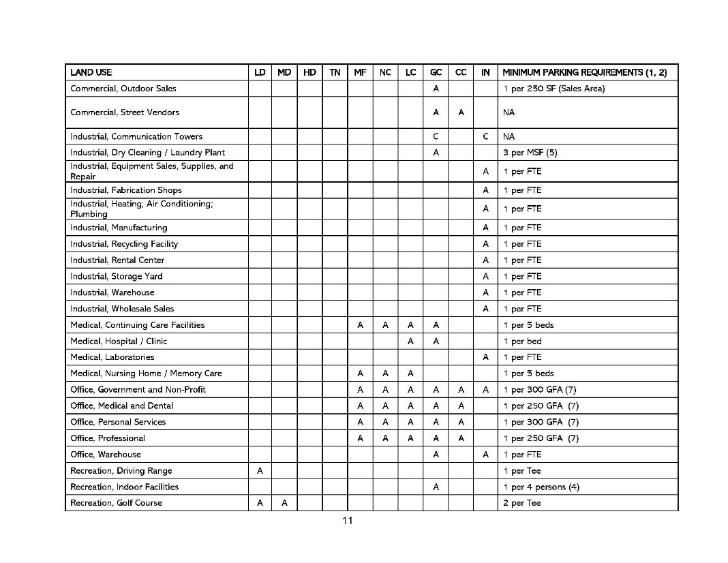 LAND USE LD MD HD TN MF NC LC GC CC IN MINIMUM PARKING REQUIREMENTS (1, 2)
Commercial, Outdoor Sales A 1 per 250 SF (Sales Area)
Commercial, Street Vendors A A NA
Industrial, Communication Towers C C NA
Industrial, Dry Cleaning / Laundry Plant A 3 per MSF (5)
Industrial, Equipment Sales, Supplies, and
Repair A 1 per FTE
Industrial, Fabrication Shops A 1 per FTE
Industrial, Heating; Air Conditioning;
Plumbing A 1 per FTE
Industrial, Manufacturing A 1 per FTE
Industrial, Recycling Facility A 1 per FTE
Industrial, Rental Center A 1 per FTE
Industrial, Storage Yard A 1 per FTE
Industrial, Warehouse A 1 per FTE
Industrial, Wholesale Sales A 1 per FTE
Medical, Continuing Care Facilities A A A A 1 per 5 beds
Medical, Hospital / Clinic A A 1 per bed
Medical, Laboratories A 1 per FTE
Medical, Nursing Home / Memory Care A A A 1 per 5 beds
Office, Government and Non-Profit A A A A A A 1 per 300 GFA (7)
Office, Medical and Dental A A A A A 1 per 250 GFA (7)
Office, Personal Services A A A A A 1 per 300 GFA (7)
Office, Professional A A A A A 1 per 250 GFA (7)
Office, Warehouse A A 1 per FTE
Recreation, Driving Range A 1 per Tee
Recreation, Indoor Facilities A 1 per 4 persons (4)
Recreation, Golf Course A A 2 per Tee
11